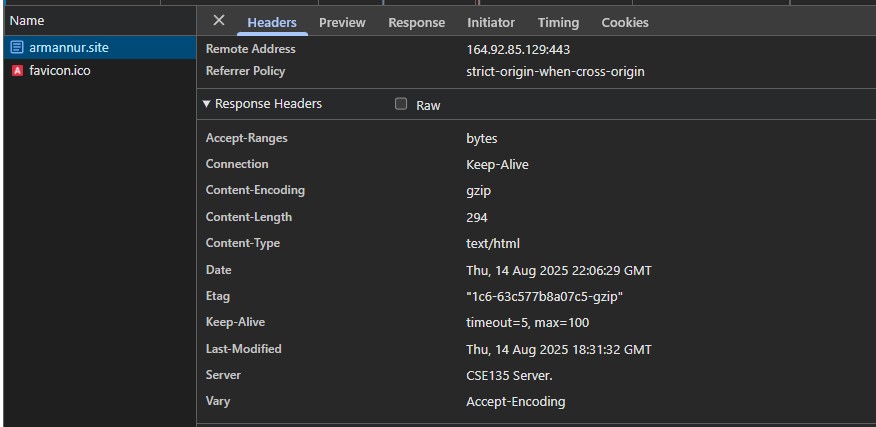 Name
armannur.site
favicon.ico
Headers Preview Response Initiator Timing Cookies
Remote Address 164.92.85.129:443
Referrer Policy strict-origin-when-cross-origin
Response Headers Raw
Accept-Ranges bytes
Connection Keep-Alive
Content-Encoding gzip
Content-Length 294
Content-Type text/html
Date Thu, 14 Aug 2025 22:06:29 GMT
Etag "1c6-63c577b8a07c5-gzip"
Keep-Alive timeout=5, max=100
Last-Modified Thu, 14 Aug 2025 18:31:32 GMT
Server CSE135 Server.
Vary Accept-Encoding